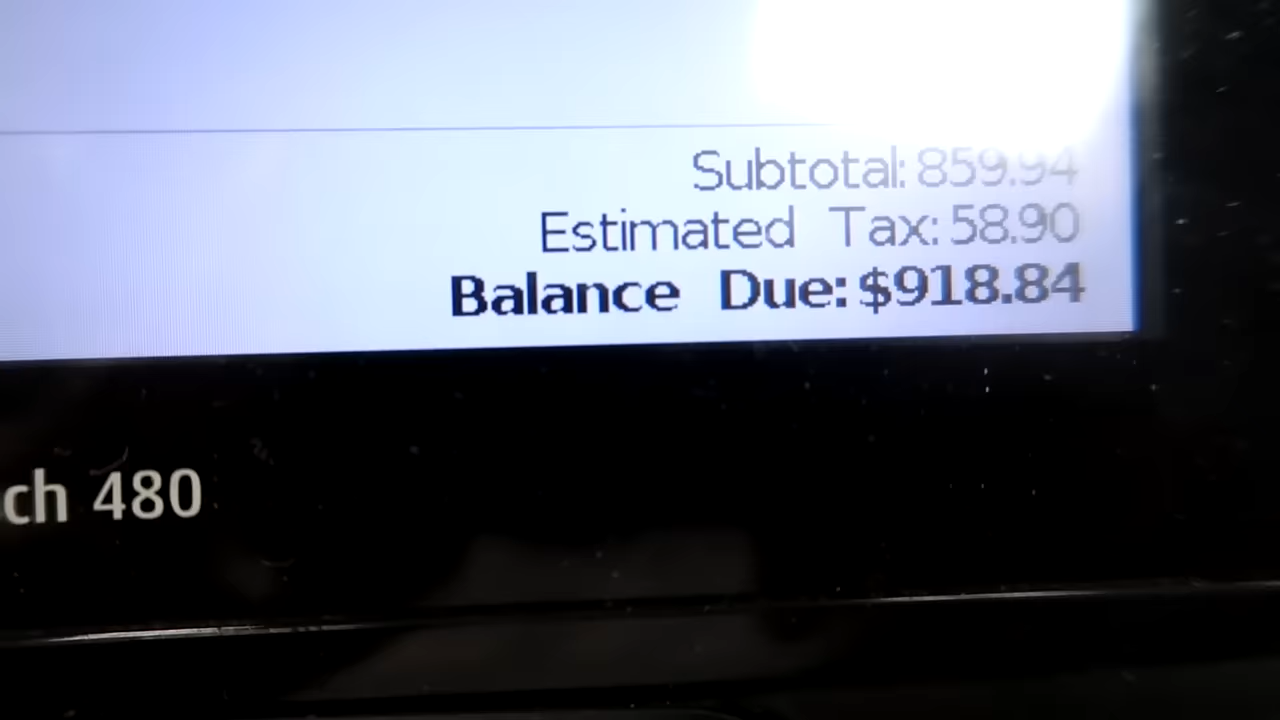 Subtotal: 859.94
Estimated Tax: 58.90
Balance Due: $918.84
ch 480